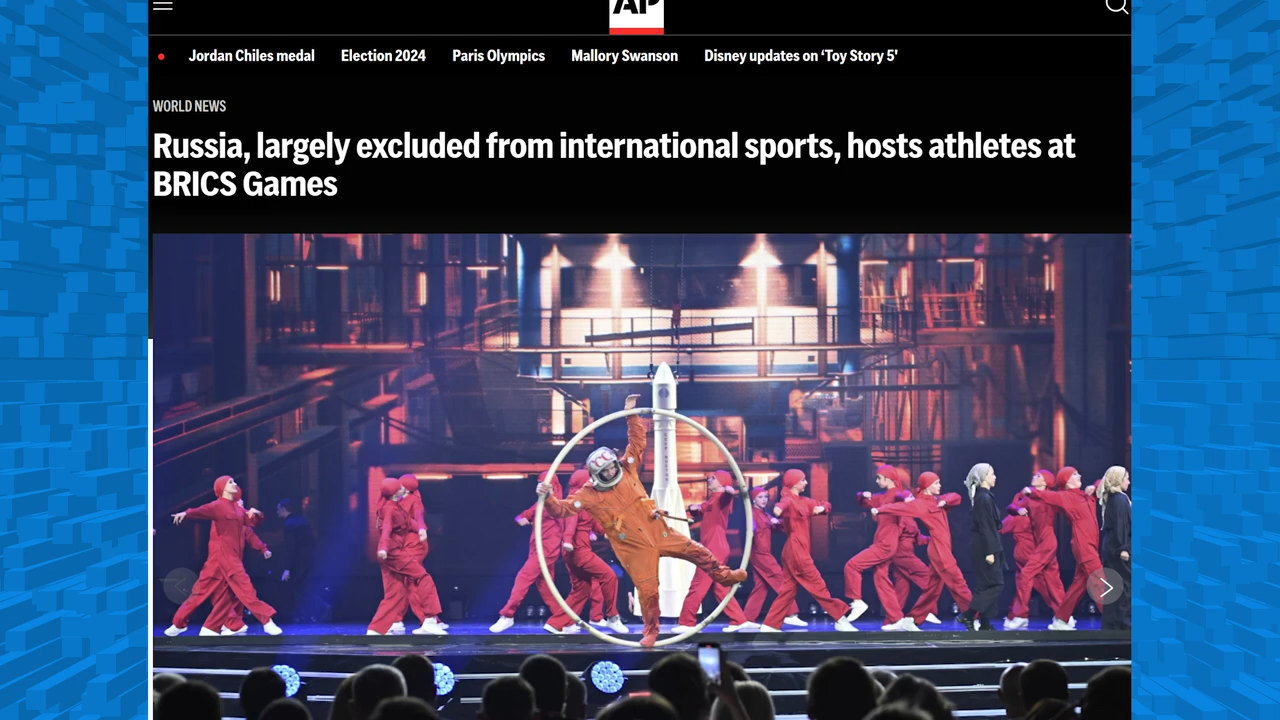 AP
Jordan Chiles medal
Election 2024
Paris Olympics
Mallory Swanson
Disney updates on ‘Toy Story 5'
WORLD NEWS
Russia, largely excluded from international sports, hosts athletes at
BRICS Games